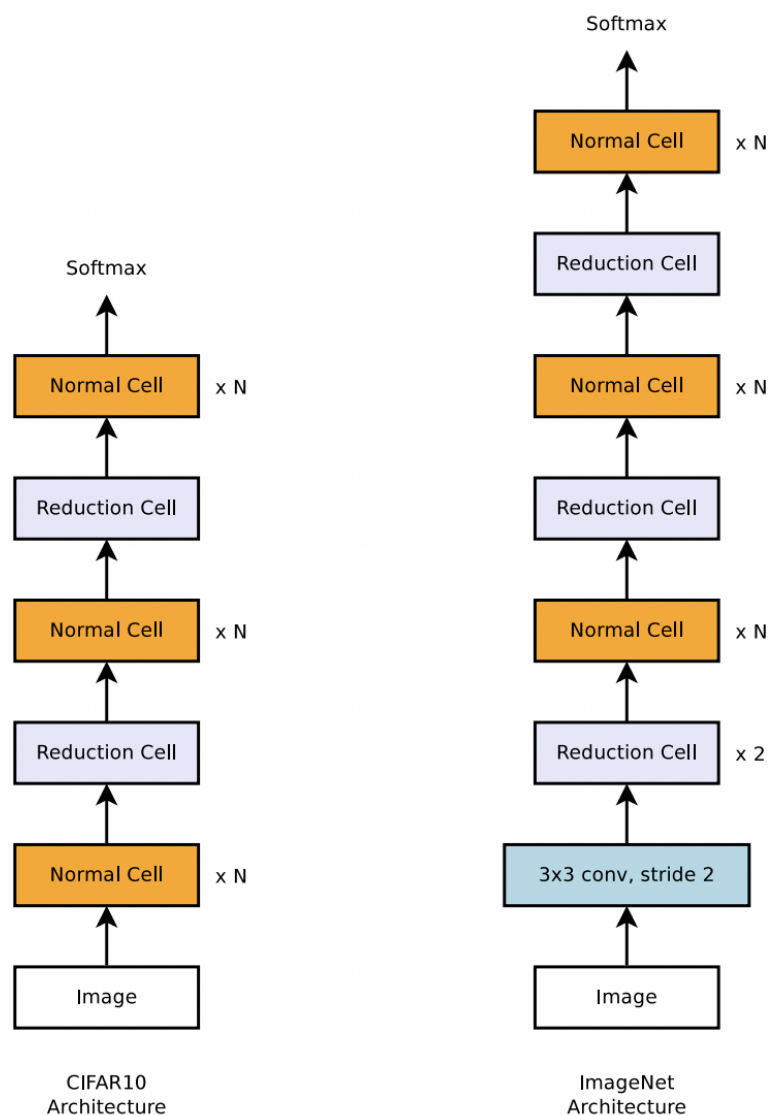 Softmax
Normal Cell
x N
Reduction Cell
Normal Cell
x N
Reduction Cell
Normal Cell
x N
Image
CIFAR10
Architecture
Softmax
Normal Cell
x N
Reduction Cell
Normal Cell
x N
Reduction Cell
Normal Cell
x N
Reduction Cell
x 2
3x3 conv, stride 2
Image
ImageNet
Architecture